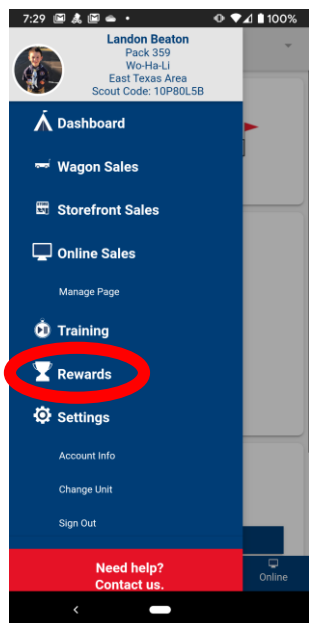 7:29 100%
Landon Beaton
Pack 359
Wo-Ha-Li
East Texas Area
Scout Code: 10P80L5B
Dashboard
Wagon Sales
Storefront Sales
Online Sales
Manage Page
Training
Rewards
Settings
Account Info
Change Unit
Sign Out
Need help?
Contact us.
Online